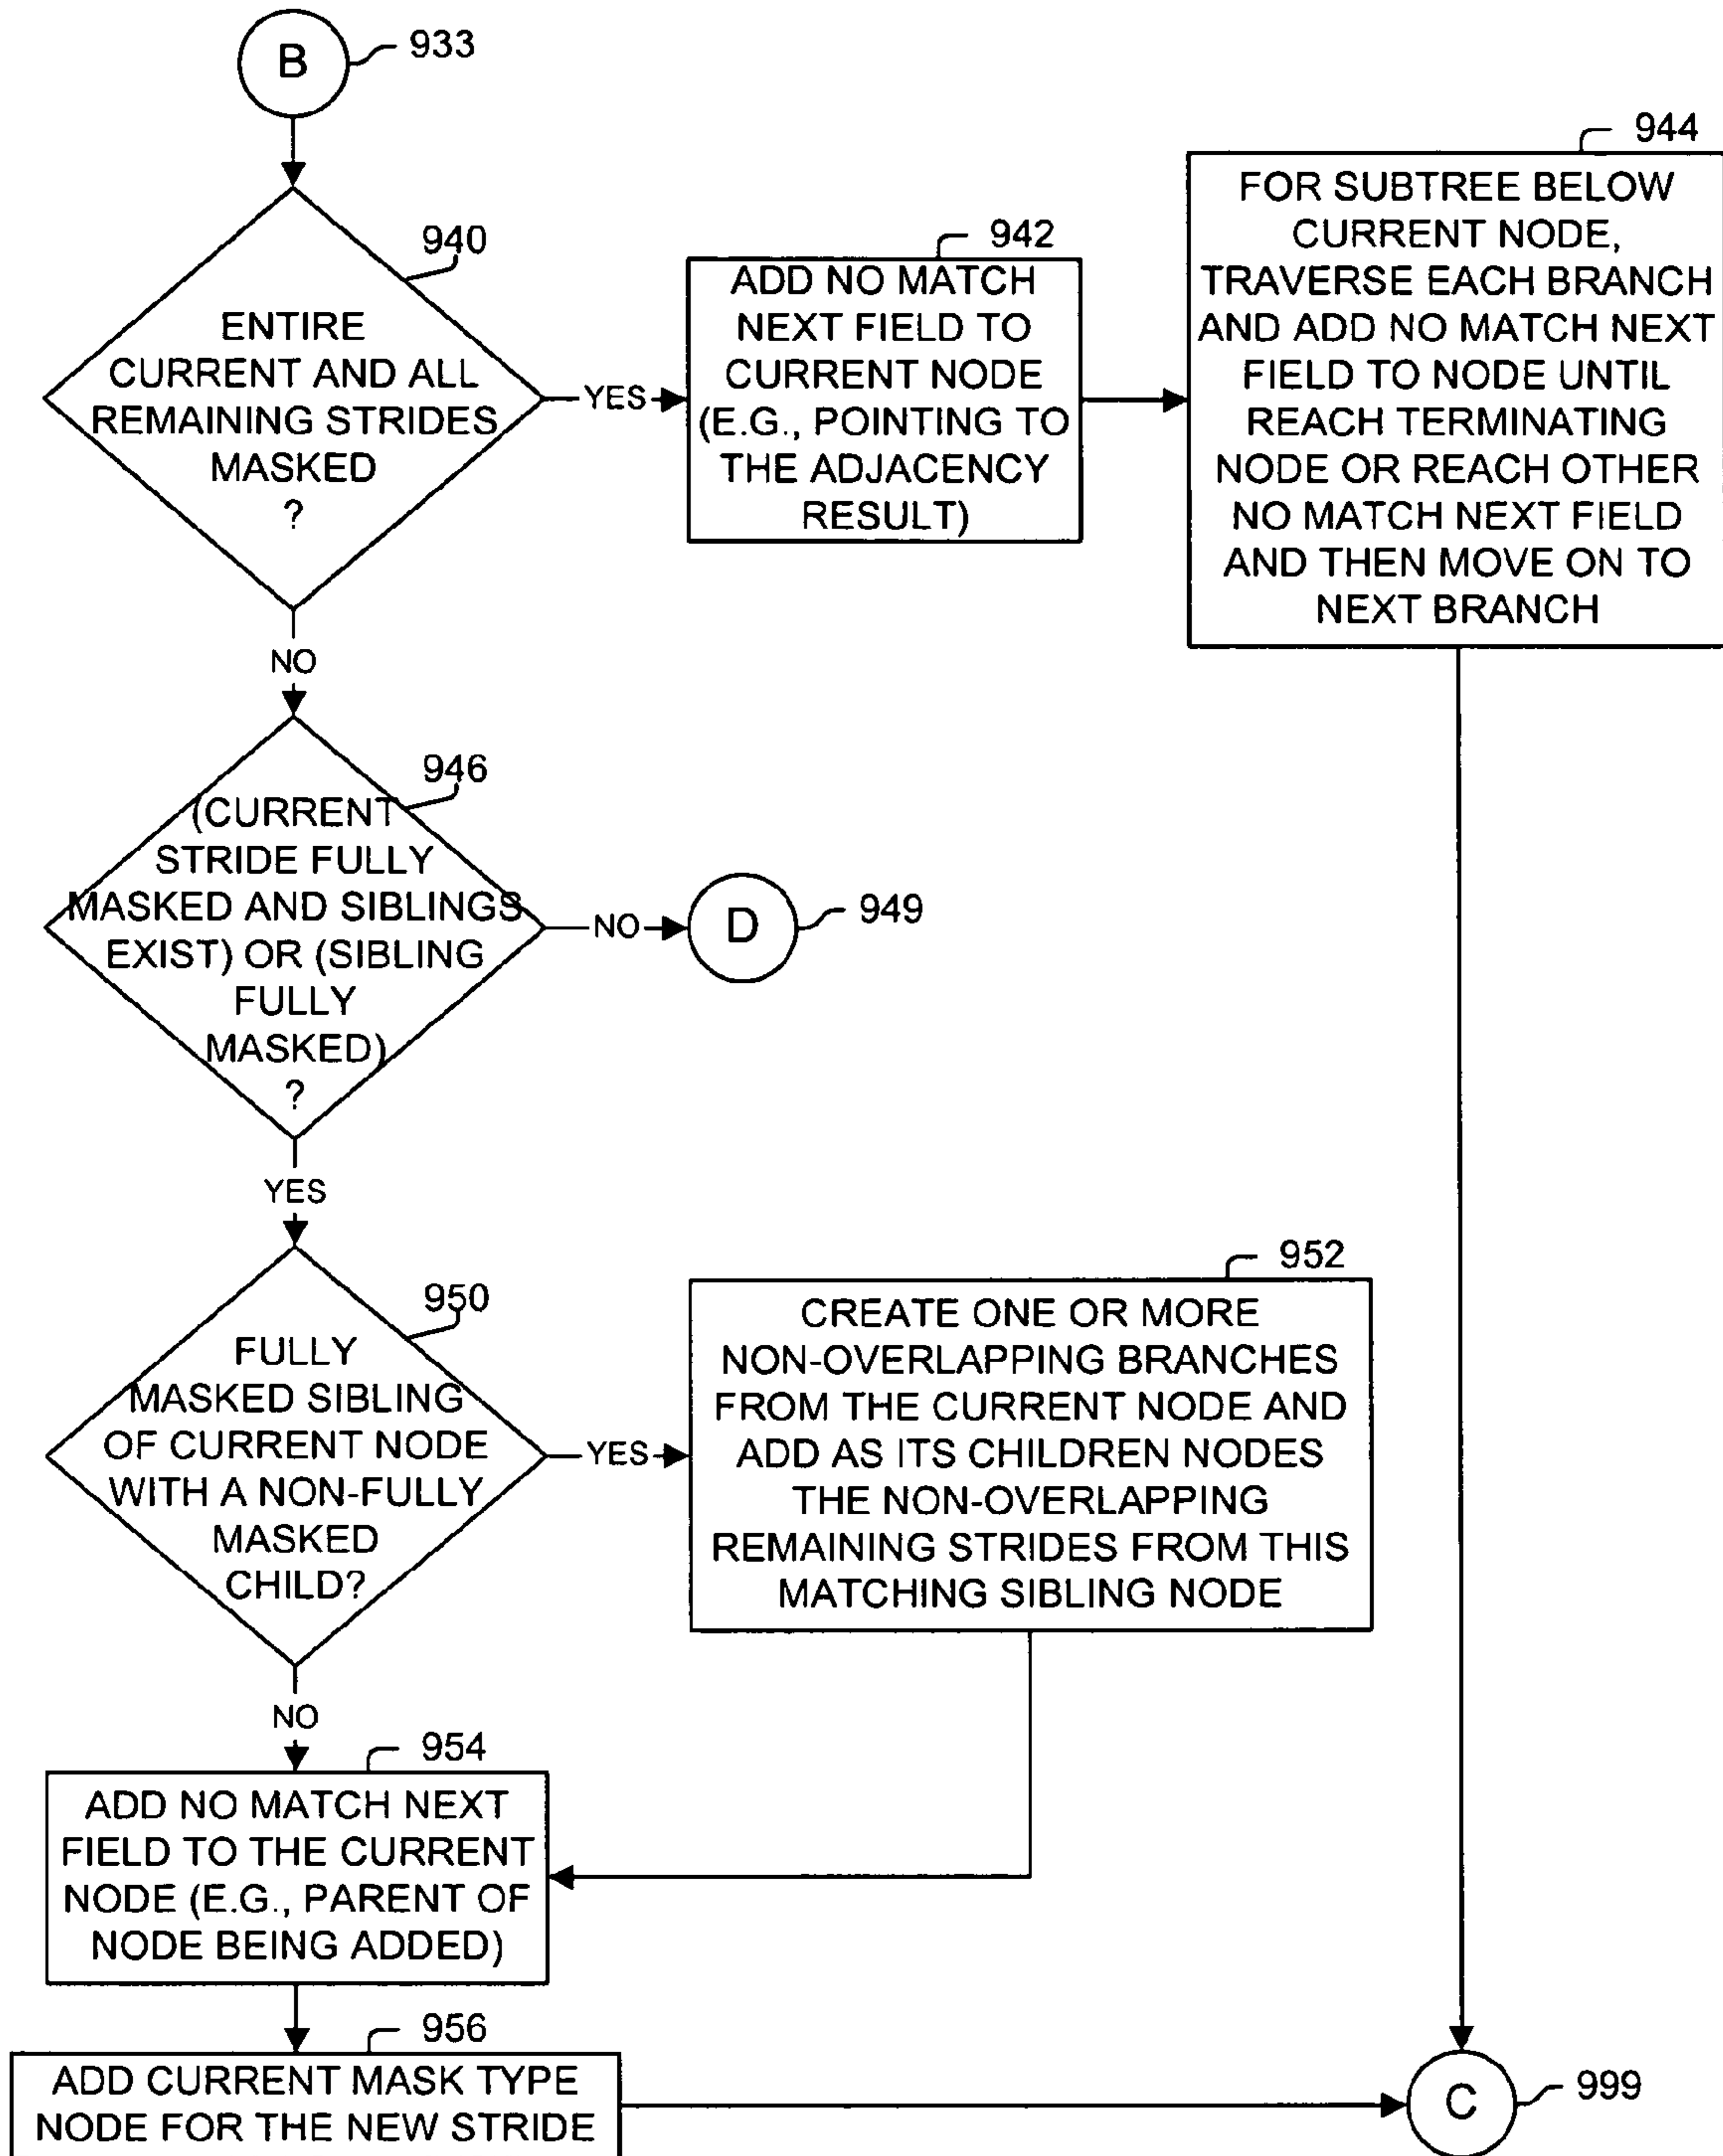 B
933
940
ENTIRE
CURRENT AND ALL
REMAINING STRIDES
MASKED
?
YES
942
ADD NO MATCH
NEXT FIELD TO
CURRENT NODE
(E.G., POINTING TO
THE ADJACENCY
RESULT)
944
FOR SUBTREE BELOW
CURRENT NODE,
TRAVERSE EACH BRANCH
AND ADD NO MATCH NEXT
FIELD TO NODE UNTIL
REACH TERMINATING
NODE OR REACH OTHER
NO MATCH NEXT FIELD
AND THEN MOVE ON TO
NEXT BRANCH
NO
946
(CURRENT
STRIDE FULLY
MASKED AND SIBLINGS
EXIST) OR (SIBLING
FULLY
MASKED)
?
NO
D
949
YES
950
FULLY
MASKED SIBLING
OF CURRENT NODE
WITH A NON-FULLY
MASKED
CHILD?
YES
952
CREATE ONE OR MORE
NON-OVERLAPPING BRANCHES
FROM THE CURRENT NODE AND
ADD AS ITS CHILDREN NODES
THE NON-OVERLAPPING
REMAINING STRIDES FROM THIS
MATCHING SIBLING NODE
NO
954
ADD NO MATCH NEXT
FIELD TO THE CURRENT
NODE (E.G., PARENT OF
NODE BEING ADDED)
956
ADD CURRENT MASK TYPE
NODE FOR THE NEW STRIDE
C
999